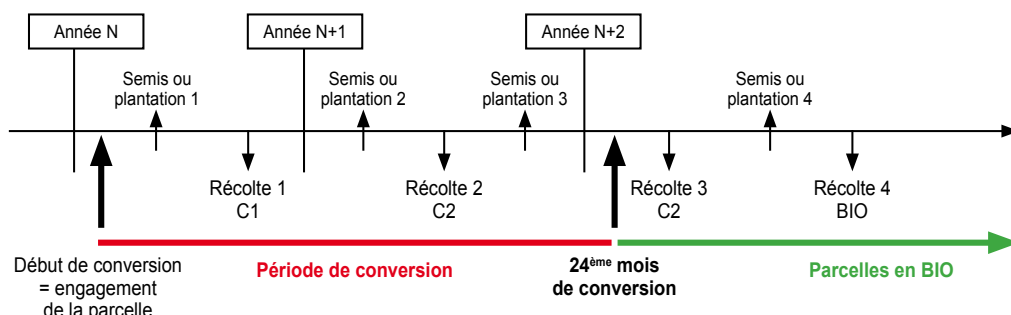 Année N
Année N+1
Année N+2
Semis ou
plantation 1
Semis ou
plantation 2
Semis ou
plantation 3
Semis ou
plantation 4
Récolte 1
C1
Récolte 2
C2
Récolte 3
C2
Récolte 4
BIO
Début de conversion
= engagement
de la parcelle
Période de conversion
24ème mois
de conversion
Parcelles en BIO